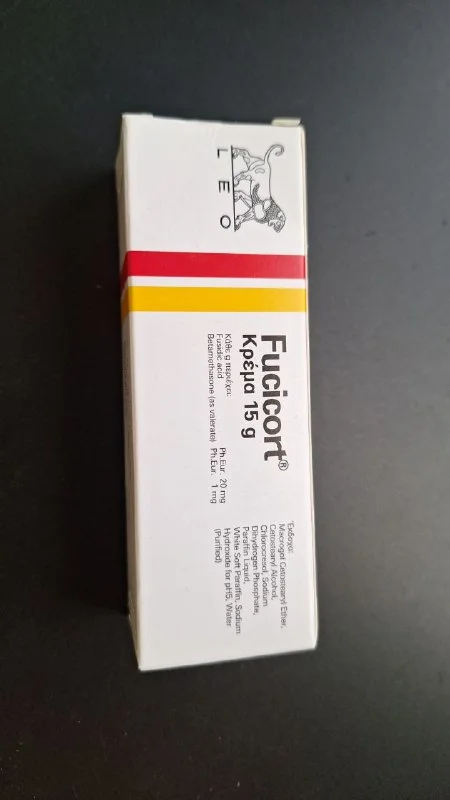 LEO
Fucicort®
Κρέμα 15 g
Κάθε g περιέχει:
Fusidic acid Ph.Eur. 20 mg
Betamethasone (as valerate) Ph.Eur. 1 mg
Έκδοχα:
Macrogol Cetostearyl Ether,
Cetostearyl Alcohol,
Chlorocresol, Sodium
Dihydrogen Phosphate,
Paraffin Liquid,
White Soft Paraffin, Sodium
Hydroxide for pH5, Water
(Purified)